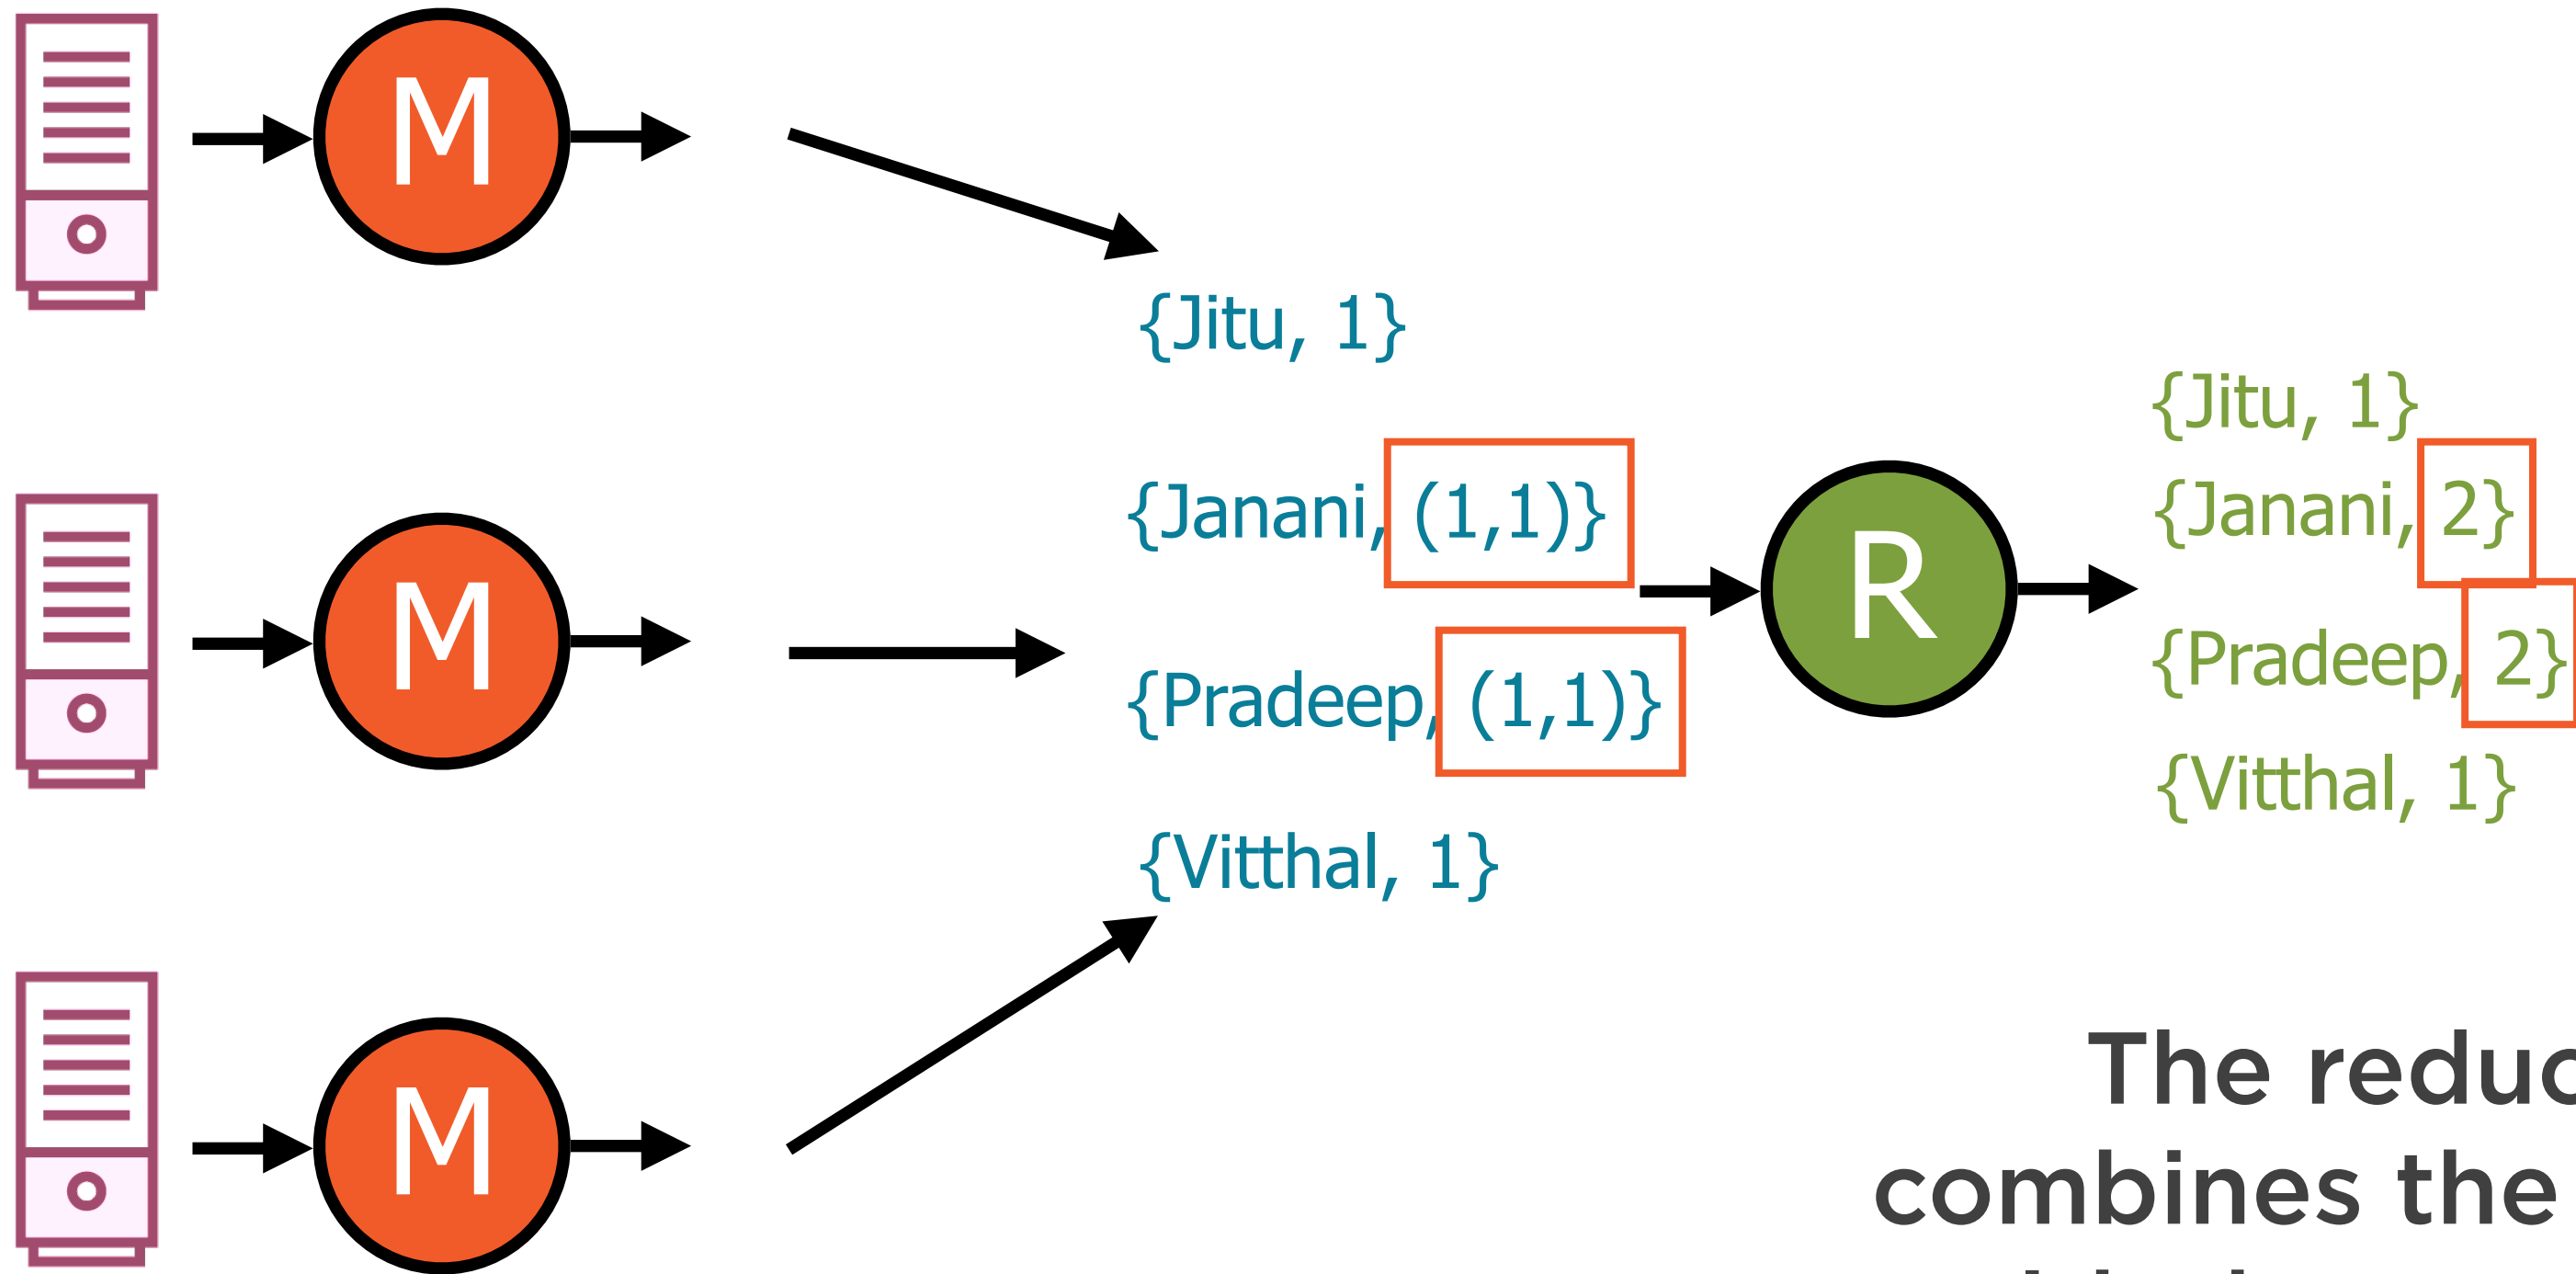 M
M
M
{Jitu, 1}
{Janani, (1,1)}
{Pradeep, (1,1)}
{Vitthal, 1}
R
{Jitu, 1}
{Janani, 2}
{Pradeep, 2}
{Vitthal, 1}
The
combines the